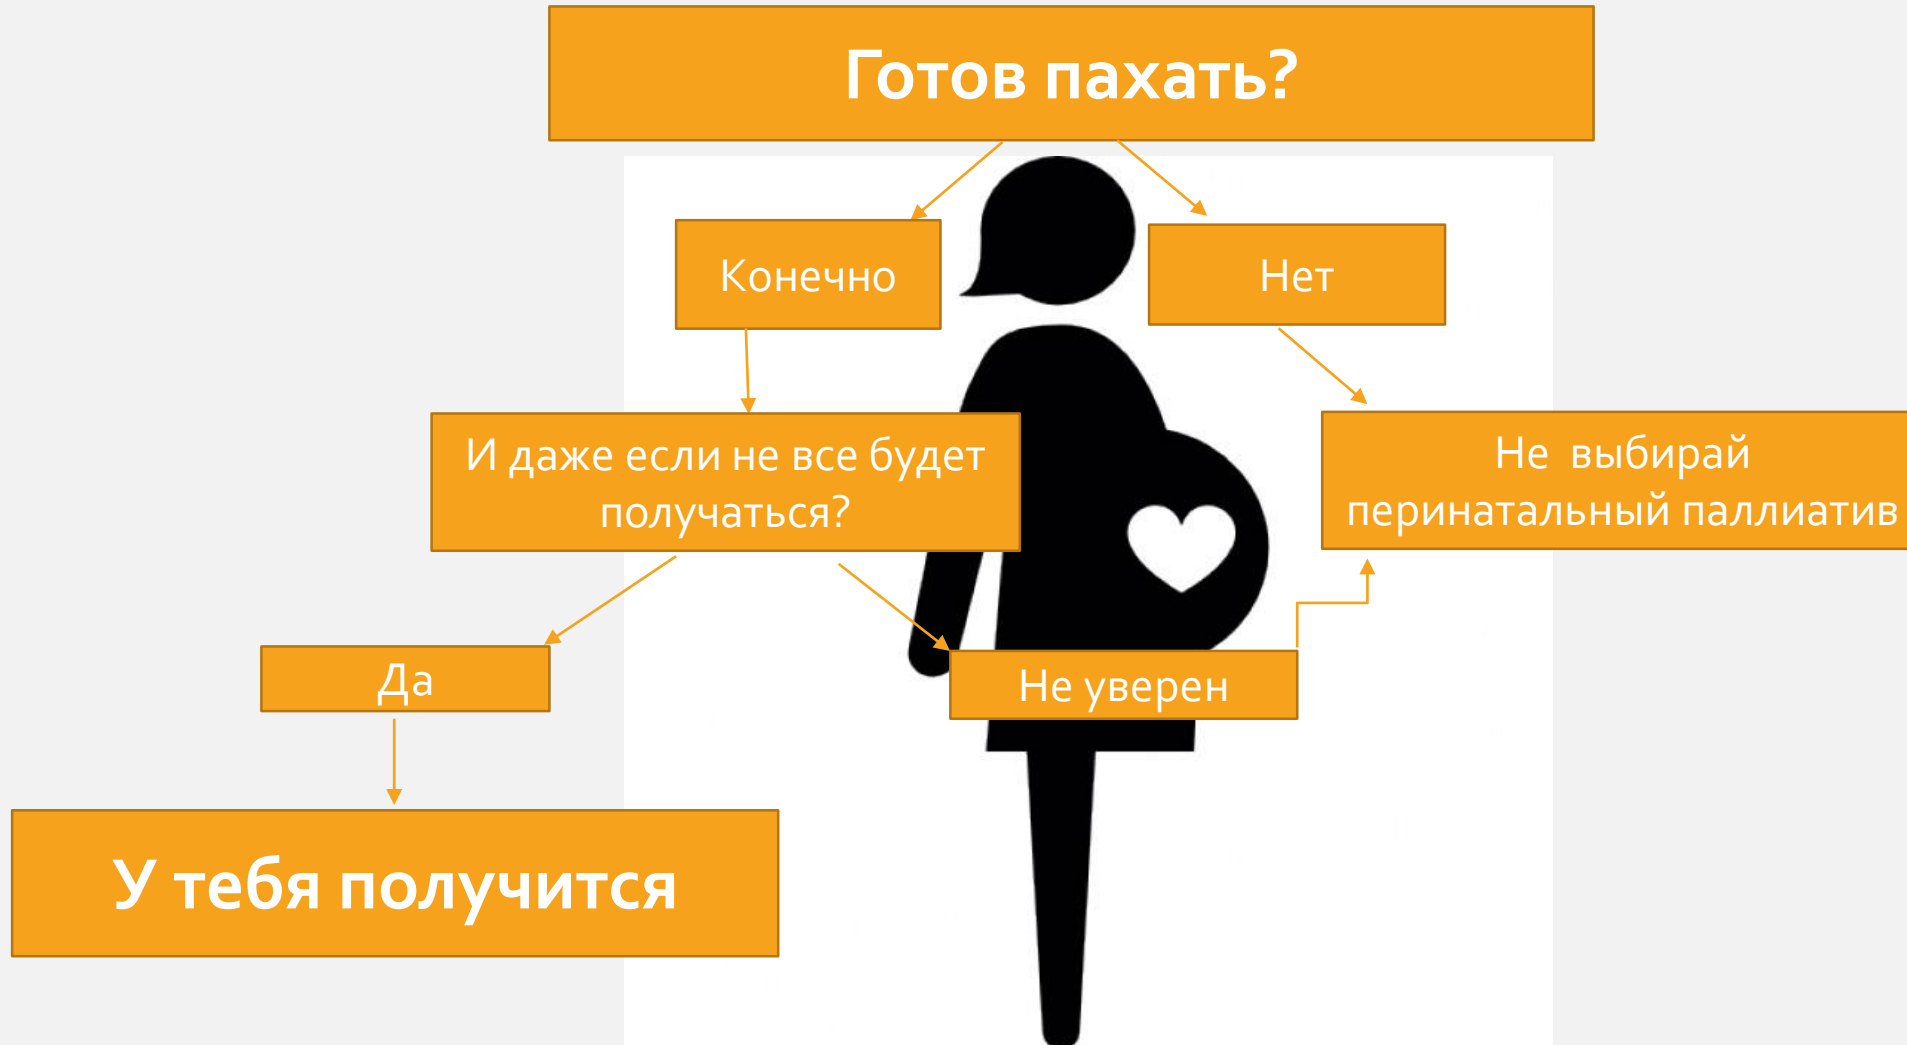 Готов пахать?
Конечно
Нет
И даже если не все будет
получаться?
Не выбирай
перинатальный паллиатив
Да
Не уверен
У тебя получится